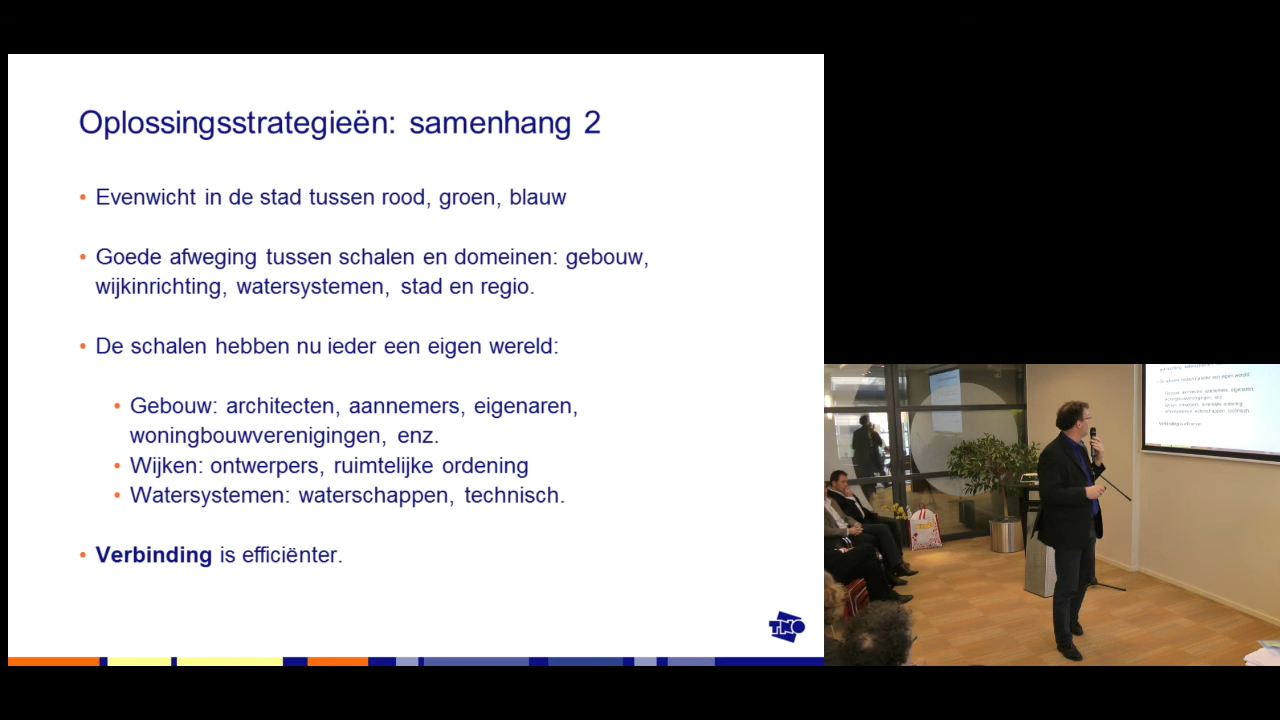 Oplossingsstrategieën: samenhang 2
• Evenwicht in de stad tussen rood, groen, blauw
• Goede afweging tussen schalen en domeinen: gebouw,
wijkinrichting, watersystemen, stad en regio.
• De schalen hebben nu ieder een eigen wereld:
• Gebouw: architecten, aannemers, eigenaren,
woningbouwverenigingen, enz.
• Wijken: ontwerpers, ruimtelijke ordening
• Watersystemen: waterschappen, technisch.
• Verbinding is efficiënter.
TNO